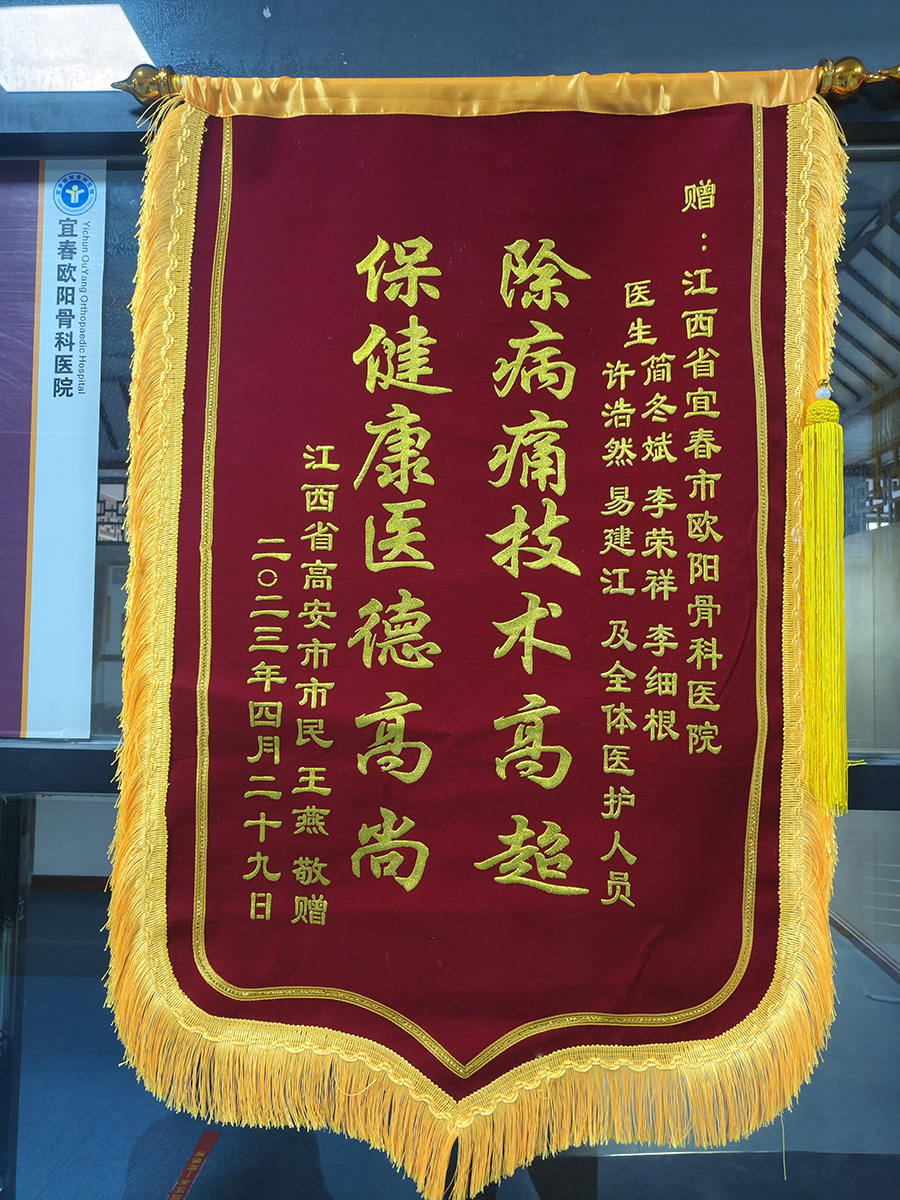 赠：江西省宜春市欧阳骨科医院
医生
简冬斌 李荣祥 李细根
许浩然 易建江 及全体医护人员
除病痛技术高超
保健康医德高尚
江西省高安市市民 王燕 敬赠
二〇二三年四月二十九日
宜春欧阳骨科医院
Yichun OuYang Orthopaedic Hospital